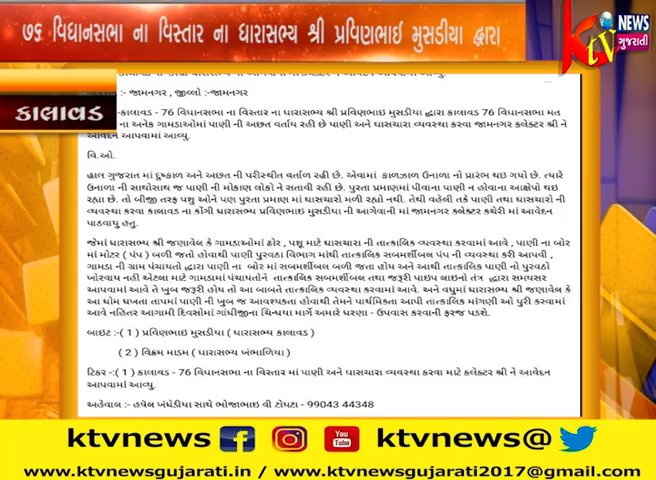 ૭૬ વિધાનસભા ના વિસ્તાર ના ધારાસભ્ય શ્રી પ્રવિણભાઇ મુસડીયા દ્વારા
ktv NEWS
ગુજરાતી
કાલાવડ
:- જામનગર , જીલ્લો :-જામનગર
-કાલાવડ - 76 વિધાનસભા ના વિસ્તાર ના ધારાસભ્ય શ્રી પ્રવિણભાઇ મુસડીયા દ્વારા કાલાવડ 76 વિધાનસભા મત
ના અનેક ગામડાઓમાં પાણી ની અછત વર્તાય રહી છે પાણી અને ઘાસચારા વ્યવસ્થા કરવા જામનગર કલેક્ટર શ્રી ને
આવેદન આપવામાં આવ્યુ.
વિ.ઓ.
હાલ ગુજરાત માં દુષ્કાળ અને અછત ની પરીસ્થીત વર્તાળ રહી છે. એવામાં કાળઝાળ ઉનાળા નો પ્રારંભ થઇ ગયો છે. ત્યારે
ઉનાળા ની સાથોસાથ જ પાણી ની મોકાણ લોકો ને સતાવી રહી છે. પુરતા પ્રમાણમાં પીવાના પાણી ન હોવાના આક્ષેપો થઇ
રહ્યા છે. તો બીજી તરફ પશુ ઓને પણ પુરતા પ્રમાણ માં ઘાસચારો મળી રહ્યો નથી. તેથી વહેલી તકે પાણી તથા ઘાસચારો ની
વ્યવસ્થા કરવા કાલાવડ ના કોંગી ધારાસભ્ય પ્રવિણભાઇ મુસડીયા ની આગેવાની માં જામનગર કલેક્ટર કચેરી માં આવેદન
પાઠવાયુ હતુ.
જેમાં ધારાસભ્ય શ્રી જણાવેલ કે ગામડાઓમાં ઢોર , પશુ માટે ઘાસચારા ની તાત્કાલિક વ્યવસ્થા કરવામાં આવે , પાણી ના બોર
માં મોટર ( પંપ ) બળી જતો હોવાથી પાણી પુરવઠા વિભાગ માંથી તાત્કાલિક સબમર્શીબલ પંપ ની વ્યવસ્થા કરી આપવી ,
ગામડા ની ગ્રામ પંચાયતો દ્વારા પાણી ના બોર માં સબમર્શીબલ બળી જતા હોય અને આથી તાત્કાલિક પાણી નો પુરવઠો
ખોરવાય નહી એટલા માટે ગામડામાં પંચાયતોને તાત્કાલિક સબમર્શીબલ તથા જરૂરી પાઇપ લાઇનો તંત્ર દ્વારા સમયસર
આપવામાં આવે તે ખુબ જરૂરી હોય તો આ બાબતે તાત્કાલિક વ્યવસ્થા કરવામાં આવે. અને વધુમાં ધારાસભ્ય શ્રી જણાવેલ કે
આ ધોમ ધખતા તાપમાં પાણી ની ખુબ જ આવશ્કતા હોવાથી તેમને પાર્થમિકતા આપી તાત્કાલિક માંગણી ઓ પુરી કરવામાં
આવે નહિતર આગામી દિવસોમાં ગાંધીજીના ચિન્ધયા માર્ગે અમારે ધરણા - ઉપવાસ કરવાની ફરજ પડશે.
બાઇટ :-( 1 ) પ્રવિણભાઇ મુસડીયા ( ધારાસભ્ય કાલાવડ )
( 2 ) વિક્રમ માડમ ( ધારાસભ્ય ખંભાળિયા )
ટિકર -:( 1 ) કાલાવડ - 76 વિધાનસભા ના વિસ્તાર માં પાણી અને ઘાસચારા વ્યવસ્થા કરવા માટે કલેક્ટર શ્રી ને આવેદન
આપવામાં આવ્યુ.
અહેવાલ :- હર્ષલ ખંધેડીયા સાથે ભોજાભાઇ વી ટોયટા - 99043 44348
ktvnews You Tube ktvnews@
www.ktvnewsgujarati.in / www.ktvnewsgujarati2017@gmail.com